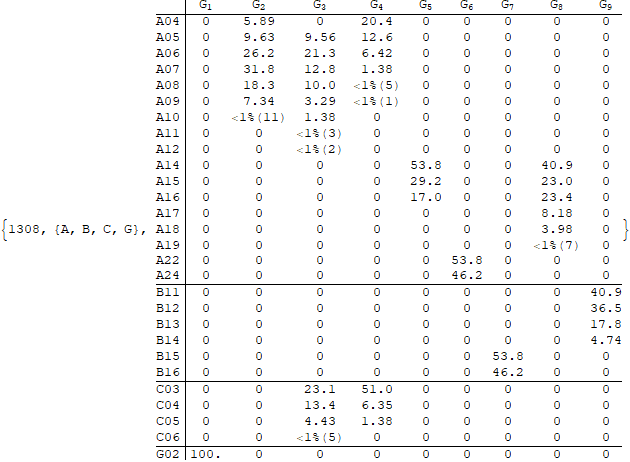 G1 G2 G3 G4 G5 G6 G7 G8 G9
A04 0 5.89 0 20.4 0 0 0 0 0
A05 0 9.63 9.56 12.6 0 0 0 0 0
A06 0 26.2 21.3 6.42 0 0 0 0 0
A07 0 31.8 12.8 1.38 0 0 0 0 0
A08 0 18.3 10.0 <1%(5) 0 0 0 0 0
A09 0 7.34 3.29 <1%(1) 0 0 0 0 0
A10 0 <1%(11) 1.38 0 0 0 0 0 0
A11 0 0 <1%(3) 0 0 0 0 0 0
A12 0 0 <1%(2) 0 0 0 0 0 0
A14 0 0 0 0 53.8 0 0 40.9 0
A15 0 0 0 0 29.2 0 0 23.0 0
A16 0 0 0 0 17.0 0 0 23.4 0
A17 0 0 0 0 0 0 0 8.18 0
{1308, {A, B, C, G}, A18 0 0 0 0 0 0 0 3.98 0 }
A19 0 0 0 0 0 0 0 <1%(7) 0
A22 0 0 0 0 0 53.8 0 0 0
A24 0 0 0 0 0 46.2 0 0 0
B11 0 0 0 0 0 0 0 0 40.9
B12 0 0 0 0 0 0 0 0 36.5
B13 0 0 0 0 0 0 0 0 17.8
B14 0 0 0 0 0 0 0 0 4.74
B15 0 0 0 0 0 0 53.8 0 0
B16 0 0 0 0 0 0 46.2 0 0
C03 0 0 23.1 51.0 0 0 0 0 0
C04 0 0 13.4 6.35 0 0 0 0 0
C05 0 0 4.43 1.38 0 0 0 0 0
C06 0 0 <1%(5) 0 0 0 0 0 0
G02 100. 0 0 0 0 0 0 0 0